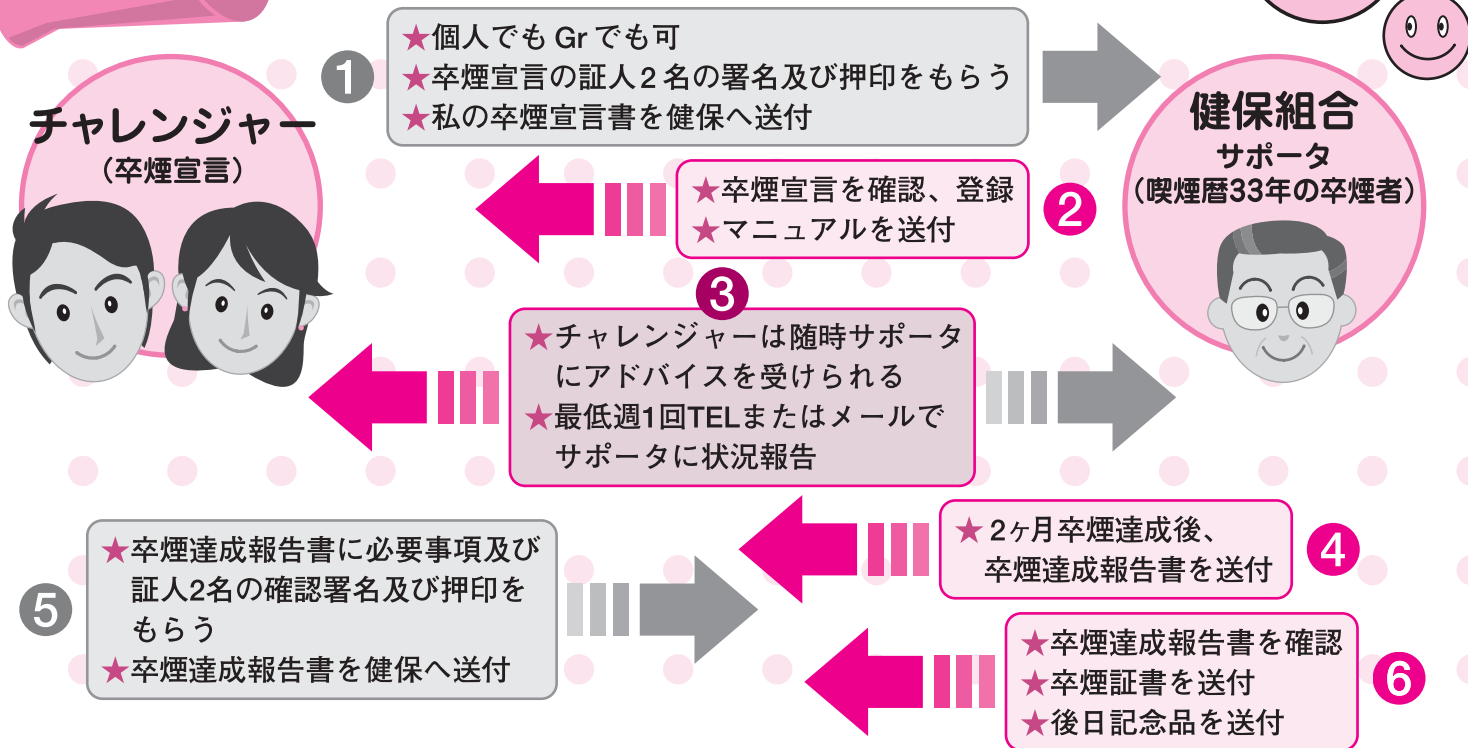 チャレンジャー
(卒煙宣言)
❶
★個人でも Gr でも可
★卒煙宣言の証人2名の署名及び押印をもらう
★私の卒煙宣言書を健保へ送付
健保組合
サポータ
(喫煙暦33年の卒煙者)
★卒煙宣言を確認、登録
★マニュアルを送付
❷
❸
★チャレンジャーは随時サポータ
にアドバイスを受けられる
★最低週1回TELまたはメールで
サポータに状況報告
★2ヶ月卒煙達成後、
卒煙達成報告書を送付
❹
❺
★卒煙達成報告書に必要事項及び
証人2名の確認署名及び押印を
もらう
★卒煙達成報告書を健保へ送付
★卒煙達成報告書を確認
★卒煙証書を送付
★後日記念品を送付
❻